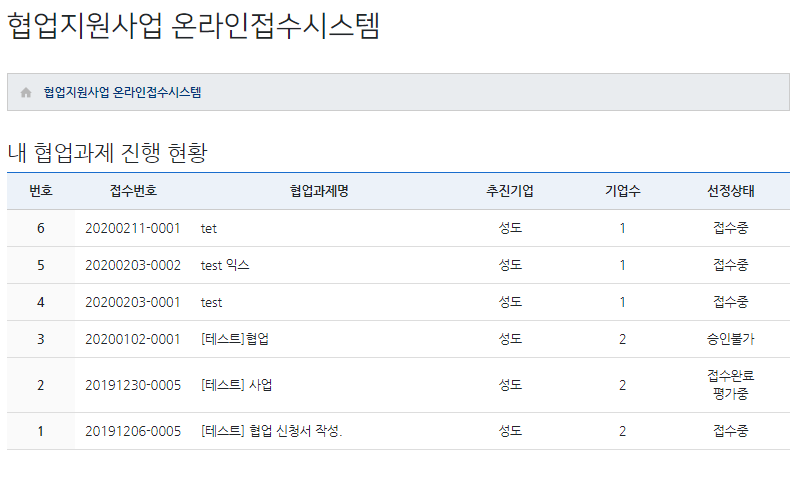 협업지원사업 온라인접수시스템
협업지원사업 온라인접수시스템
내 협업과제 진행 현황
번호 접수번호 협업과제명 추진기업 기업수 선정상태
6 20200211-0001 tet 성도 1 접수중
5 20200203-0002 test 익스 성도 1 접수중
4 20200203-0001 test 성도 1 접수중
3 20200102-0001 [테스트]협업 성도 2 승인불가
2 20191230-0005 [테스트] 사업 성도 2 접수완료
평가중
1 20191206-0005 [테스트] 협업 신청서 작성. 성도 2 접수중